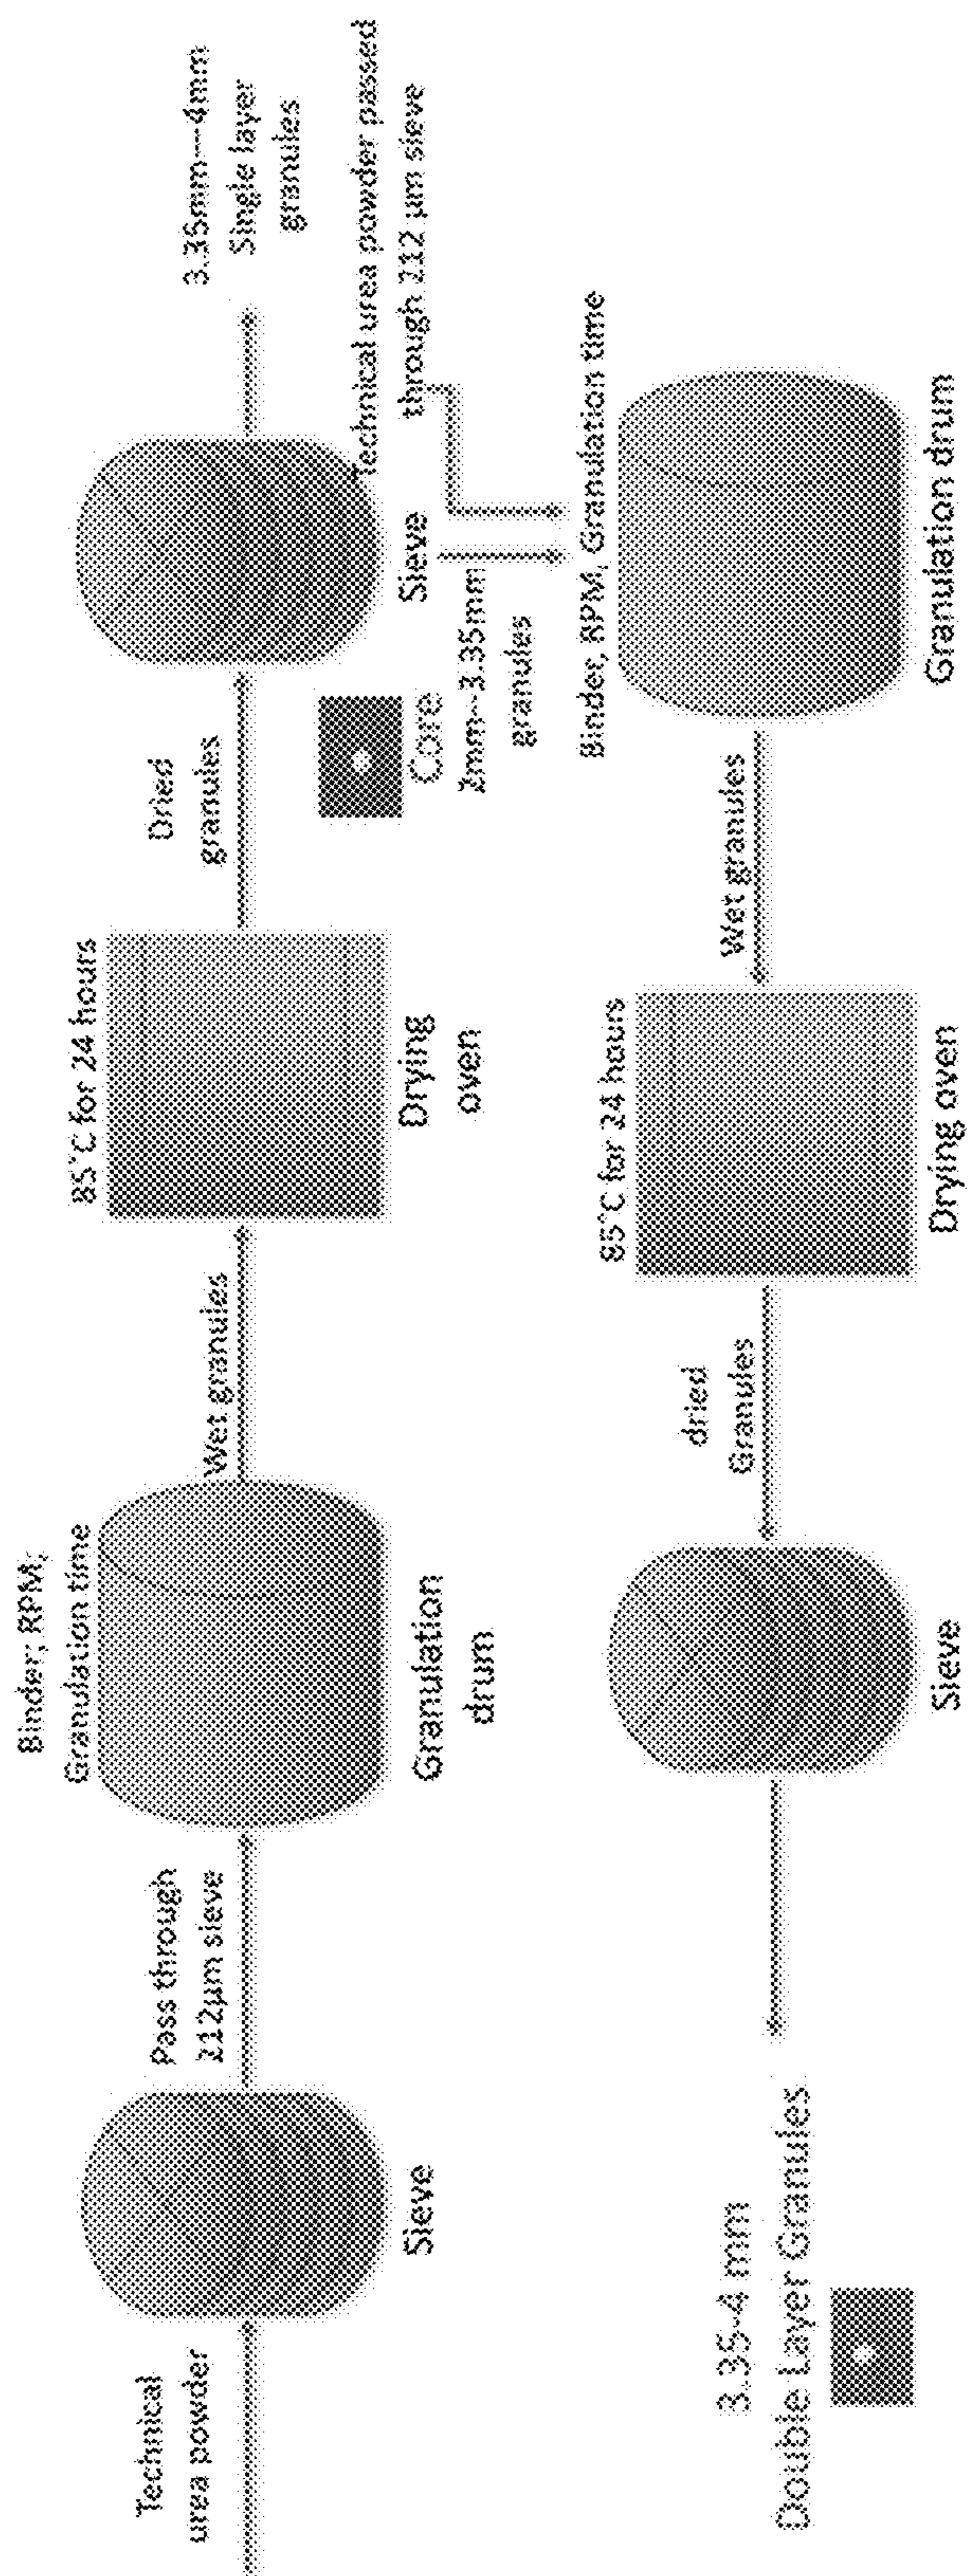 Technical
urea powder
Sieve
Pass through
212µm sieve
Binder; RPM;
Granulation time
Granulation
drum
Wet granules
85°C for 24 hours
Drying
oven
Dried
granules
Sieve
3.35mm--4mm
Single layer
granules
Technical urea powder passed
through 212 µm sieve
Core
2mm--3.35mm
granules
Binder, RPM, Granulation time
Granulation drum
Wet granules
85°C for 24 hours
Drying oven
dried
Granules
Sieve
3.35-4 mm
Double Layer Granules